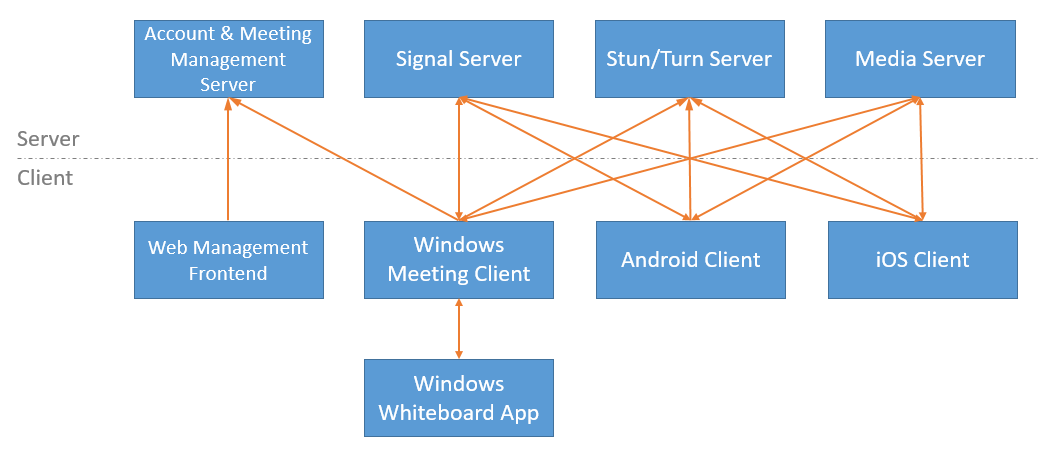 Account & Meeting
Management
Server
Signal Server
Stun/Turn Server
Media Server
Server
Client
Web Management
Frontend
Windows
Meeting Client
Android Client
iOS Client
Windows
Whiteboard App